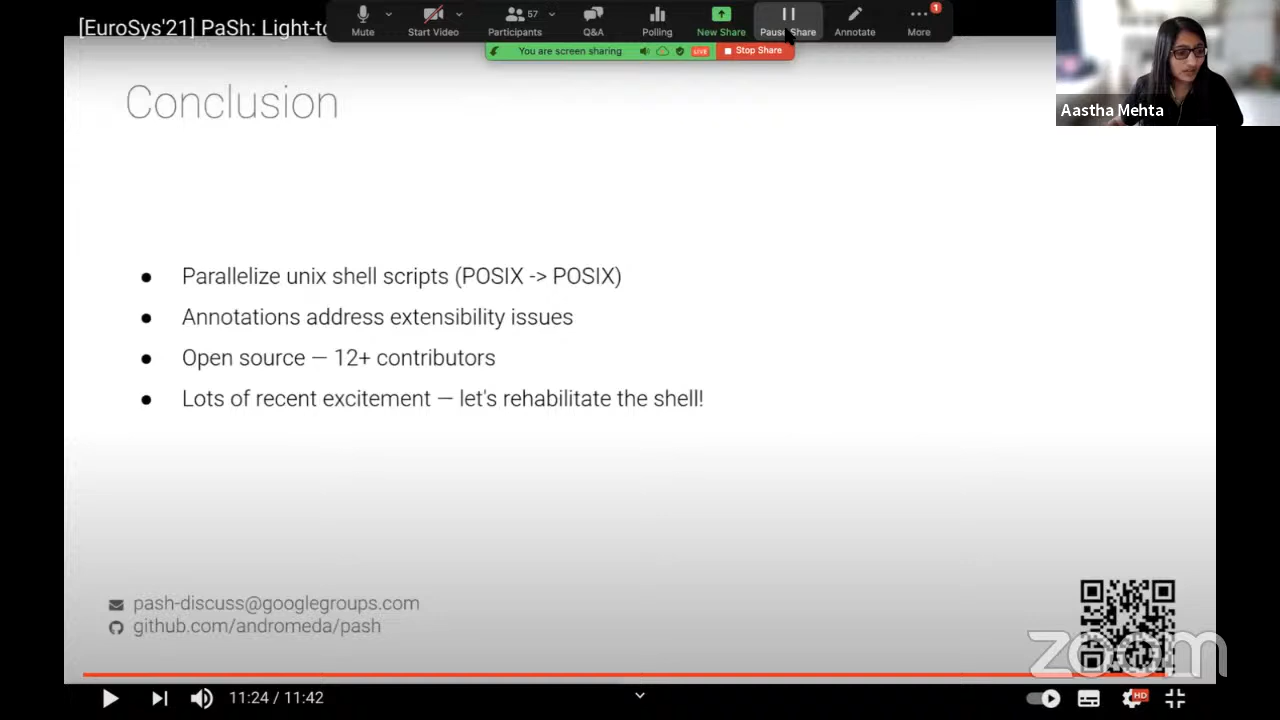 [EuroSys'21] PaSh: Light-to
Mute
Start Video
57
Participants
Q&A
Polling
New Share
Pause Share
Annotate
1
More
You are screen sharing
LIVE
Stop Share
Aastha Mehta
Conclusion
● Parallelize unix shell scripts (POSIX -> POSIX)
● Annotations address extensibility issues
● Open source — 12+ contributors
● Lots of recent excitement — let's rehabilitate the shell!
pash-discuss@googlegroups.com
github.com/andromeda/pash
zoom
11:24 / 11:42
HD